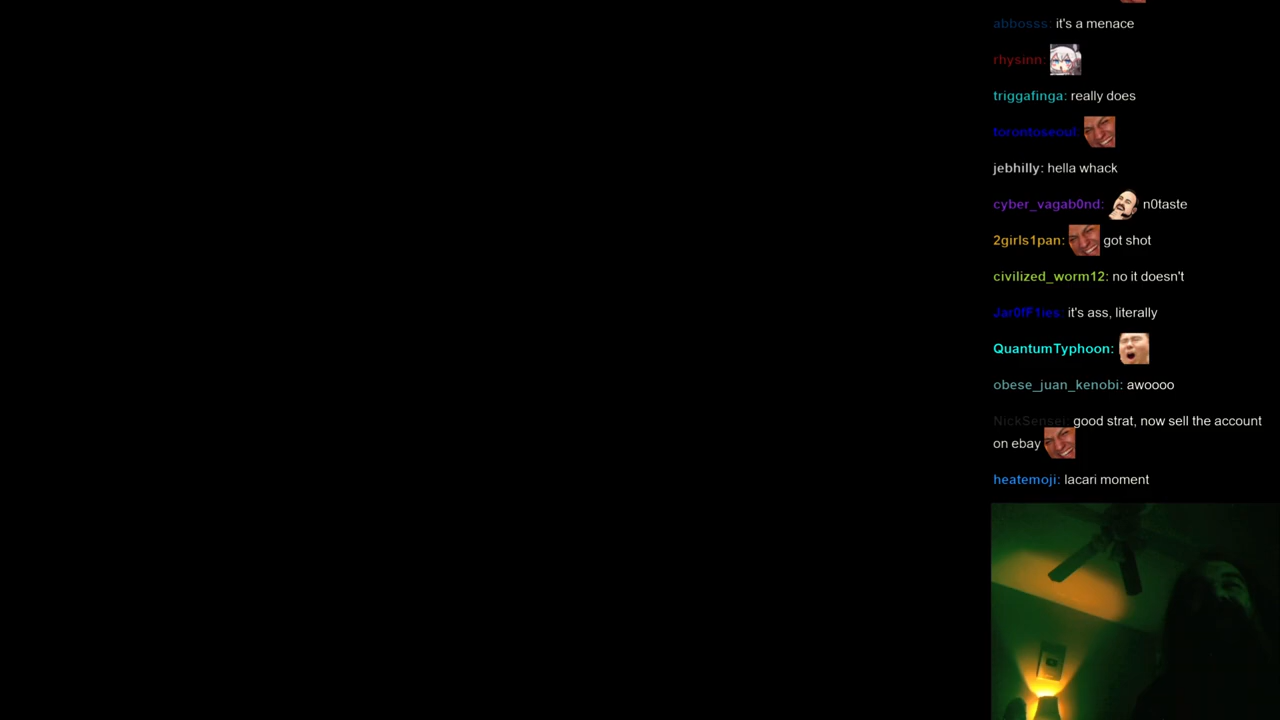 abbosss: it's a menace
rhysinn:
triggafinga: really does
torontoseoul:
jebhilly: hella whack
cyber_vagab0nd: n0taste
2girls1pan: got shot
civilized_worm12: no it doesn't
Jar0fF1ies: it's ass, literally
QuantumTyphoon:
obese_juan_kenobi: awoooo
NickSensei: good strat, now sell the account
on ebay
heatemoji: lacari moment